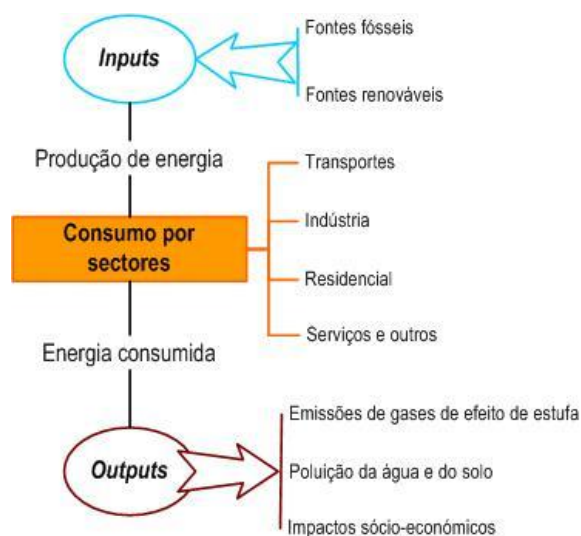 Fontes fósseis
Inputs
Fontes renováveis
Produção de energia
Transportes
Consumo por
sectores
Indústria
Residencial
Serviços e outros
Energia consumida
Emissões de gases de efeito de estufa
Outputs
Poluição da água e do solo
Impactos sócio-económicos